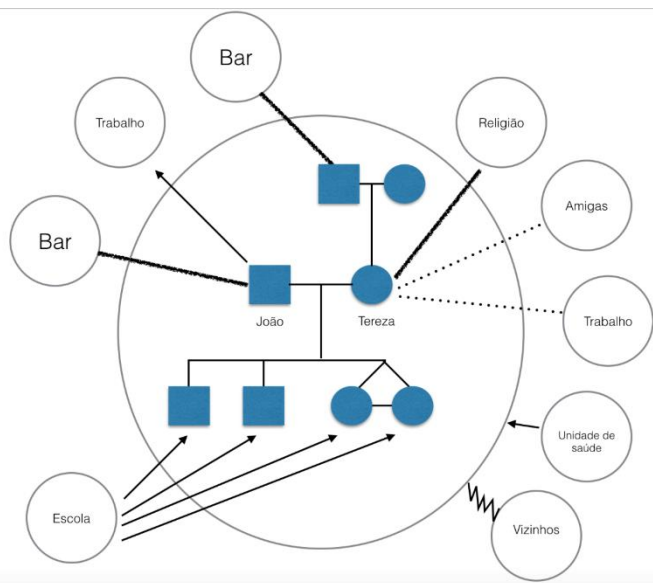 Bar
Trabalho
Religião
Amigas
Bar
João
Tereza
Trabalho
Unidade de
saúde
Escola
Vizinhos